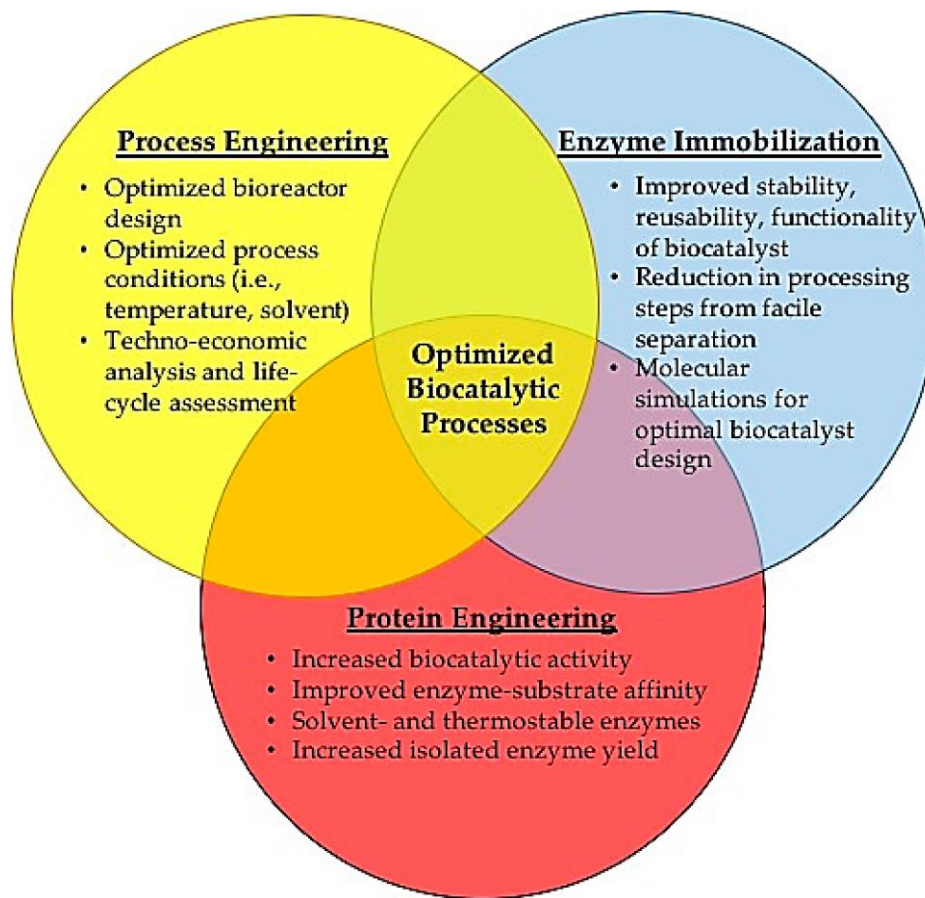 Process Engineering
• Optimized bioreactor
design
• Optimized process
conditions (i.e.,
temperature, solvent)
• Techno-economic
analysis and life-
cycle assessment
Enzyme Immobilization
• Improved stability,
reusability, functionality
of biocatalyst
• Reduction in processing
steps from facile
separation
• Molecular
simulations for
optimal biocatalyst
design
Optimized
Biocatalytic
Processes
Protein Engineering
• Increased biocatalytic activity
• Improved enzyme-substrate affinity
• Solvent- and thermostable enzymes
• Increased isolated enzyme yield